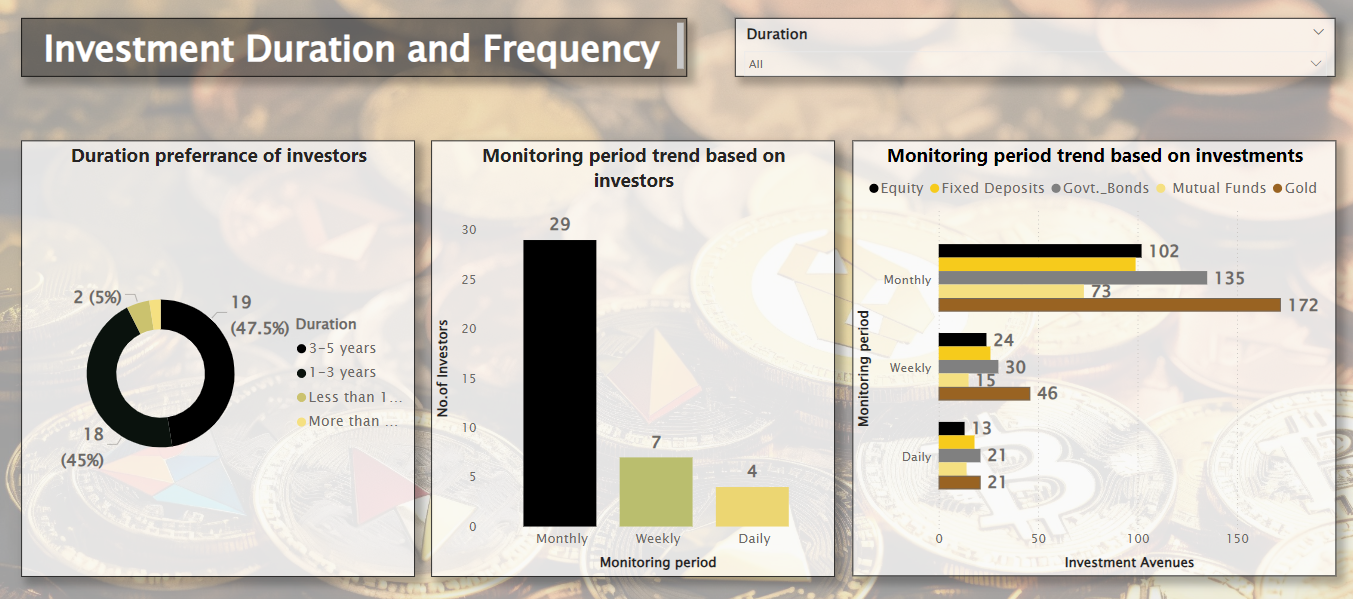 Investment Duration and Frequency
Duration
All
Duration preferrance of investors
2 (5%)
19
(47.5%)
18
(45%)
Duration
3-5 years
1-3 years
Less than 1...
More than ...
Monitoring period trend based on
investors
No.of Investors
30
25
20
15
10
5
0
29
7
4
Monthly
Weekly
Daily
Monitoring period
Monitoring period trend based on investments
Equity Fixed Deposits Govt._Bonds Mutual Funds Gold
Monitoring period
Monthly
102
135
73
172
Weekly
24
30
15
46
Daily
13
21
21
0 50 100 150
Investment Avenues